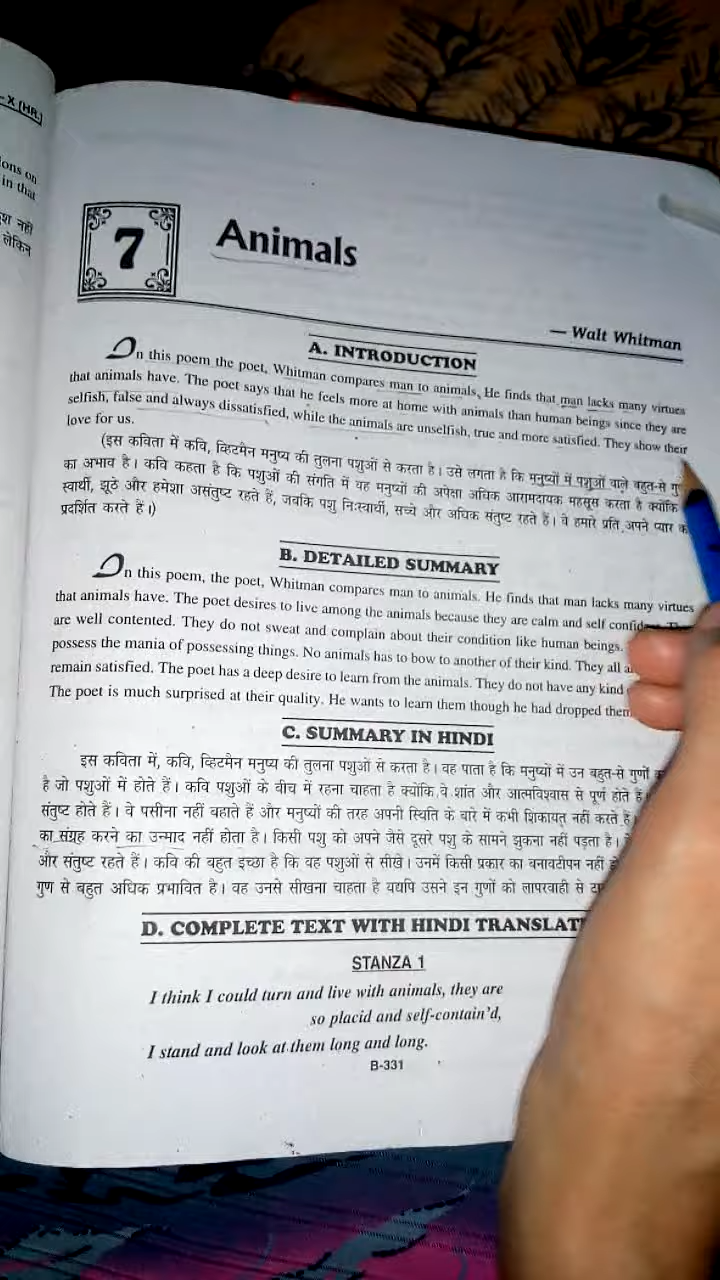 - X (HR.)
ions on
in that
श नहीं
लेकिन
7
Animals
— Walt Whitman
A. INTRODUCTION
In this poem the poet, Whitman compares man to animals. He finds that man lacks many virtues
that animals have. The poet says that he feels more at home with animals than human beings since they are
selfish, false and always dissatisfied, while the animals are unselfish, true and more satisfied. They show their
love for us.
(इस कविता में कवि, व्हिटमैन मनुष्य की तुलना पशुओं से करता है। उसे लगता है कि मनुष्यों में पशुओं वाले बहुत-से
का अभाव है। कवि कहता है कि पशुओं की संगति में वह मनुष्यों की अपेक्षा अधिक आरामदायक महसूस करता है क्योंकि
स्वार्थी, झूठे और हमेशा असंतुष्ट रहते हैं, जबकि पशु निःस्वार्थी, सच्चे और अधिक संतुष्ट रहते हैं। वे हमारे प्रति अपने प्यार
प्रदर्शित करते हैं।)
B. DETAILED SUMMARY
In this poem, the poet, Whitman compares man to animals. He finds that man lacks many virtues
that animals have. The poet desires to live among the animals because they are calm and self
are well contented. They do not sweat and complain about their condition like human beings.
possess the mania of possessing things. No animals has to bow to another of their kind. They all
remain satisfied. The poet has a deep desire to learn from the animals. They do not have any kind
The poet is much surprised at their quality. He wants to learn them though he had dropped them
C. SUMMARY IN HINDI
इस कविता में, कवि, व्हिटमैन मनुष्य की तुलना पशुओं से करता है। वह पाता है कि मनुष्यों में उन बहुत-से गुणों
है जो पशुओं में होते हैं। कवि पशुओं के बीच में रहना चाहता है क्योंकि वे शांत और आत्मविश्वास से पूर्ण होते हैं।
संतुष्ट होते हैं। वे पसीना नहीं बहाते हैं और मनुष्यों की तरह अपनी स्थिति के बारे में कभी शिकायत नहीं करते हैं।
का संग्रह करने का उन्माद नहीं होता है। किसी पशु को अपने जैसे दूसरे पशु के सामने झुकना नहीं पड़ता है।
और संतुष्ट रहते हैं। कवि की बहुत इच्छा है कि वह पशुओं से सीखे। उनमें किसी प्रकार का बनावटीपन नहीं
गुण से बहुत अधिक प्रभावित है। वह उनसे सीखना चाहता है यद्यपि उसने इन गुणों को लापरवाही से
D. COMPLETE TEXT WITH HINDI TRANSLAT
STANZA 1
I think I could turn and live with animals, they are
so placid and self-contain'd,
I stand and look at them long and long.
B-331